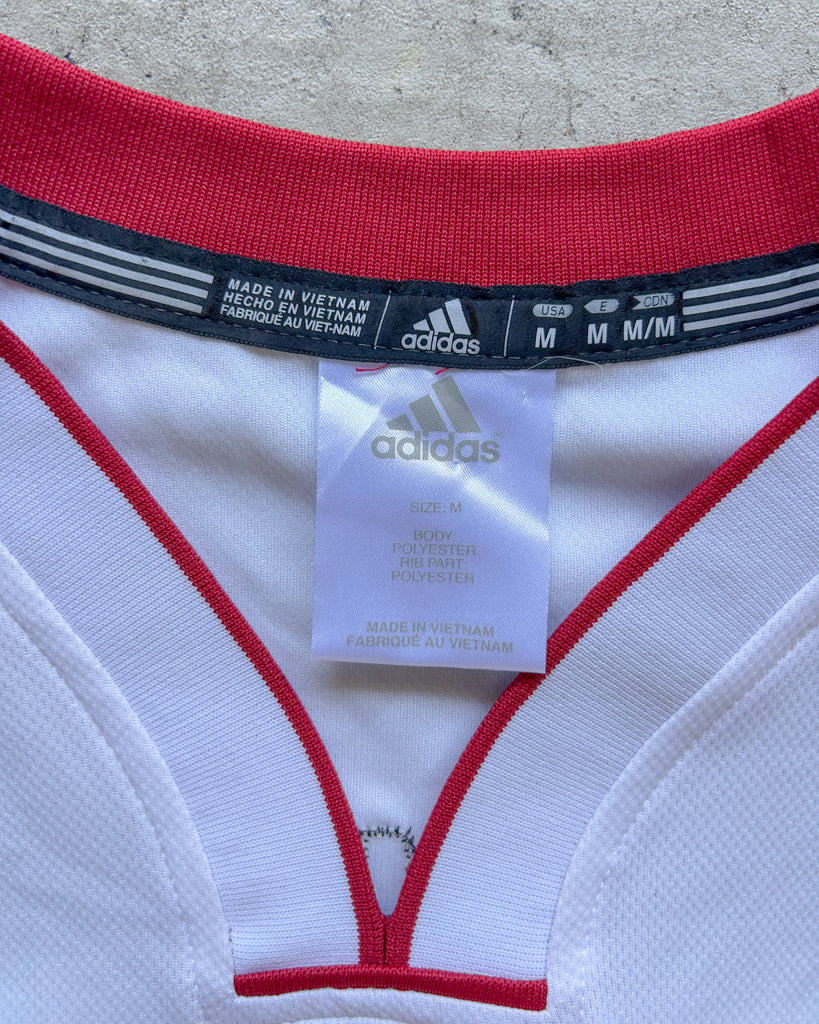 MADE IN VIETNAM
HECHO EN VIETNAM
FABRIQUÉ AU VIET-NAM
adidas
USA
M
E
M
CDN
M/M
adidas
SIZE: M
BODY:
POLYESTER
RIB PART:
POLYESTER
MADE IN VIETNAM
FABRIQUÉ AU VIETNAM